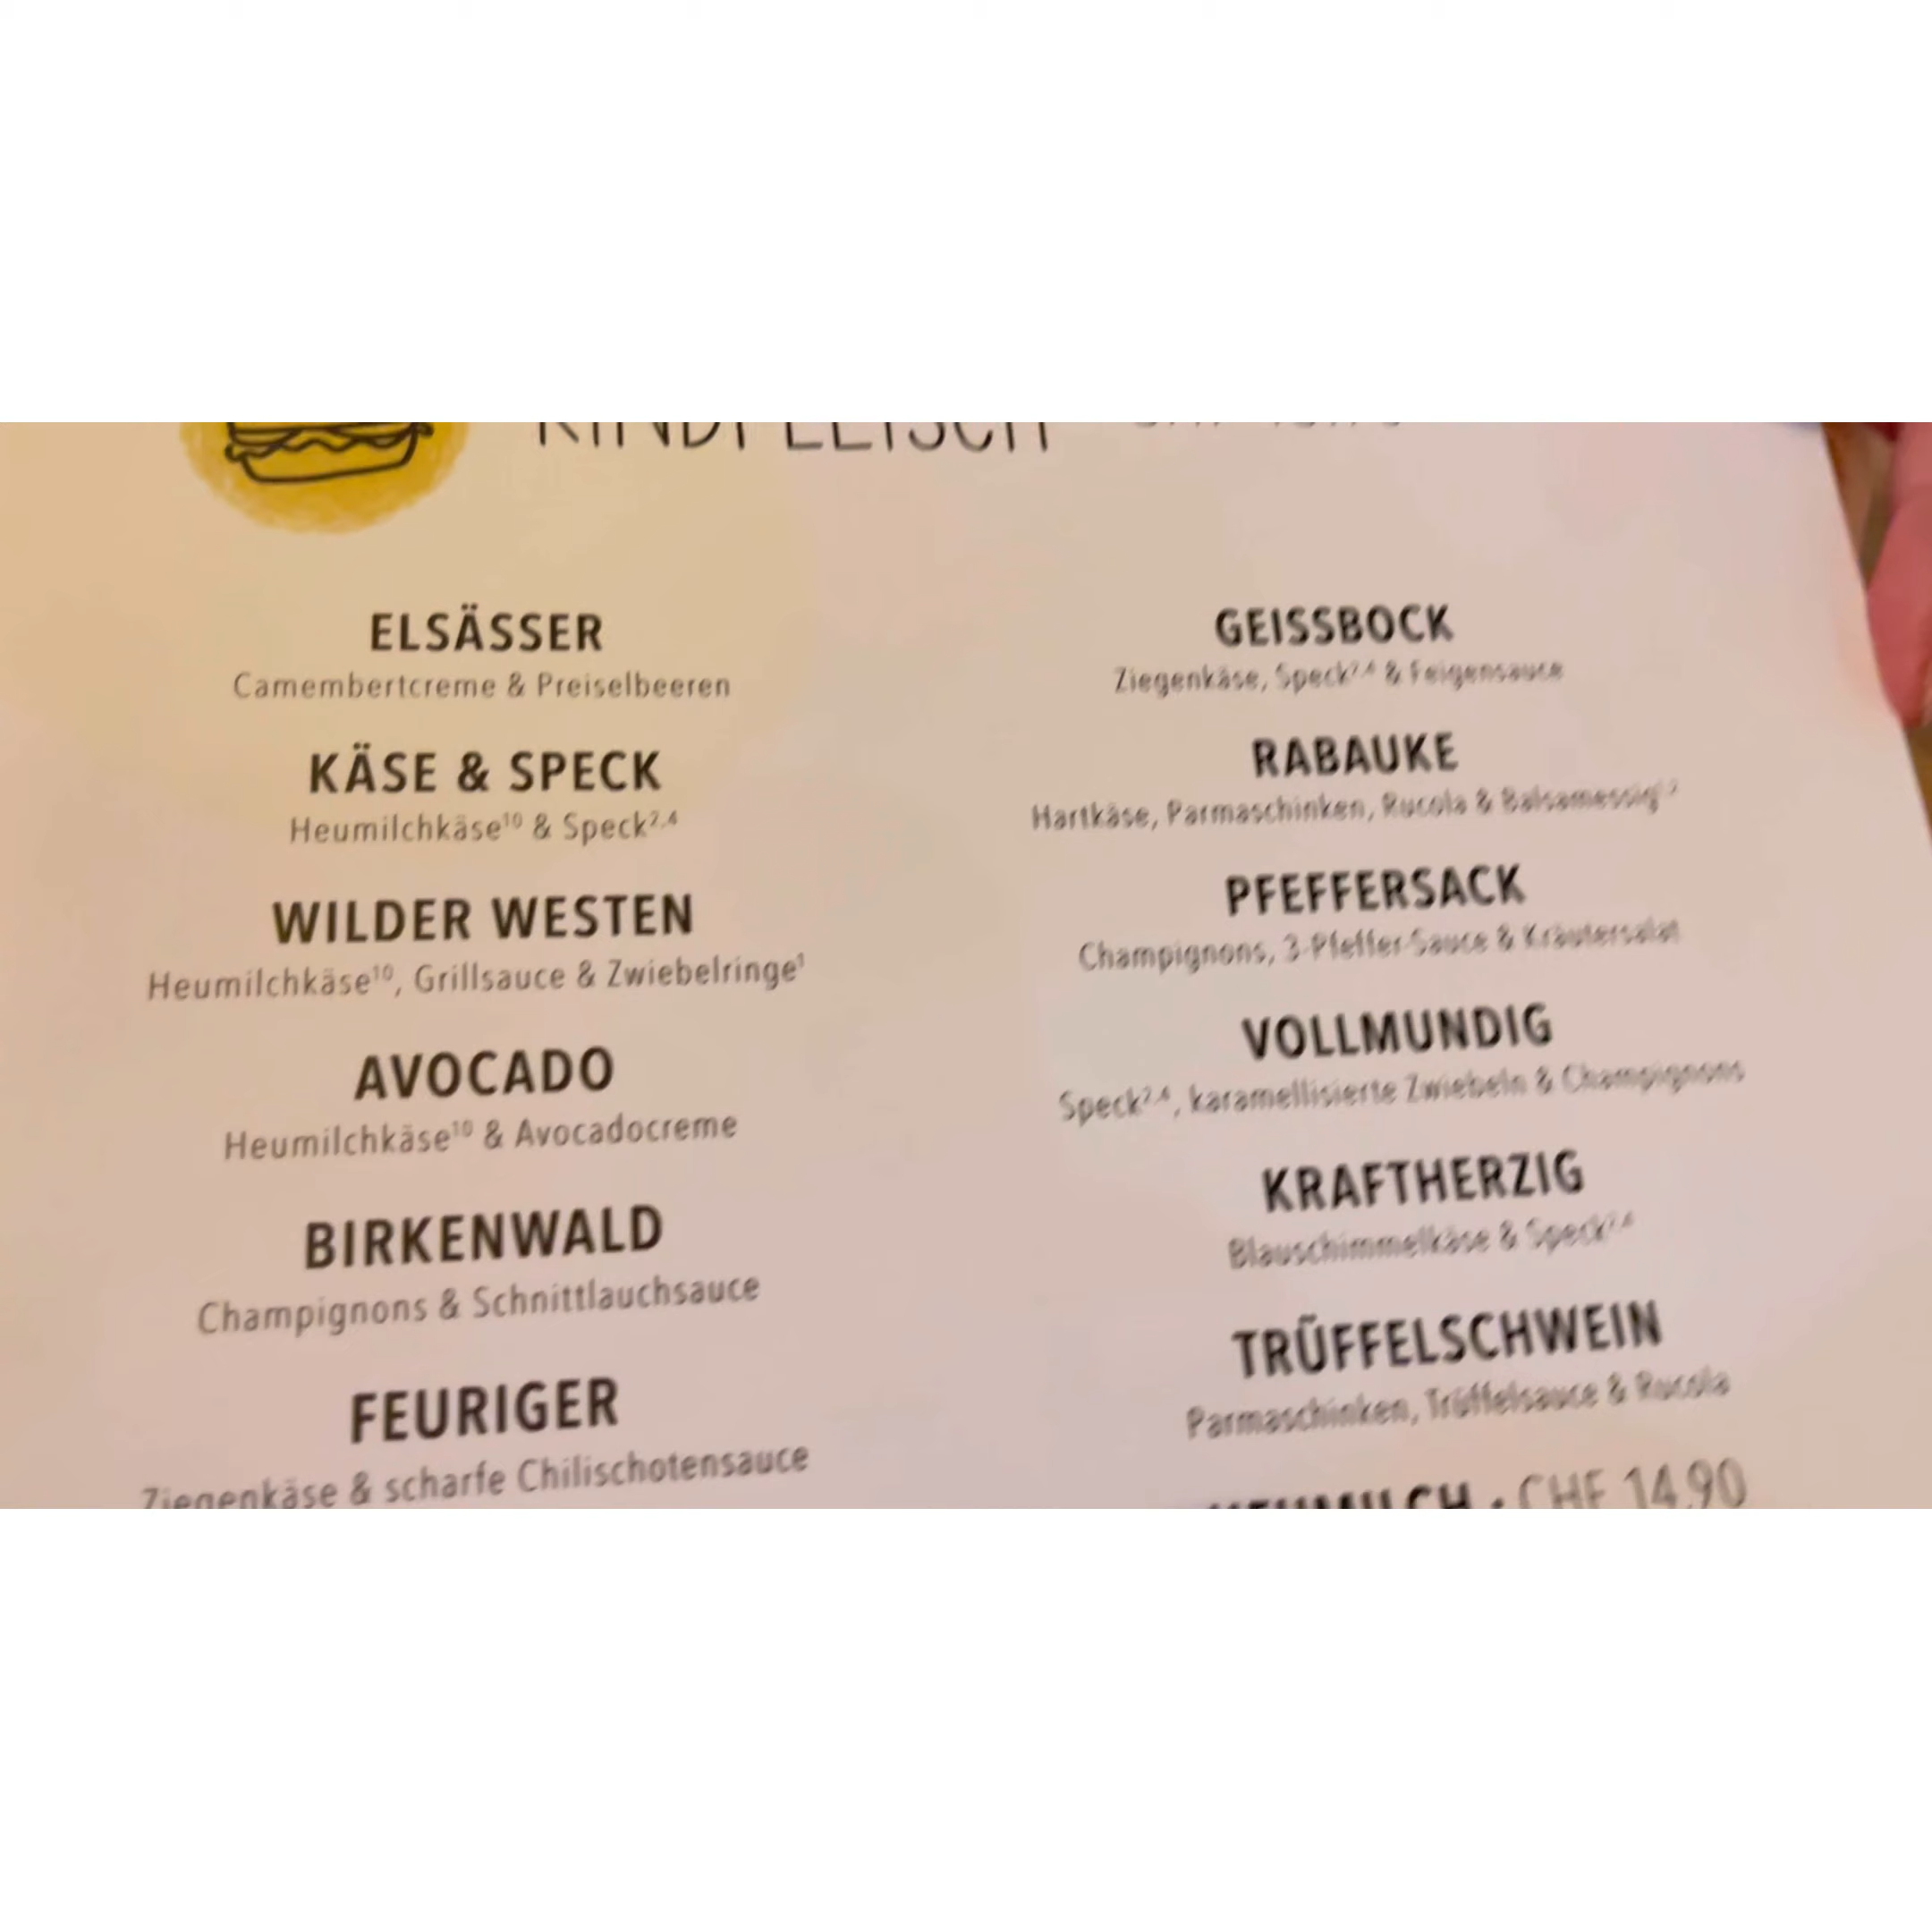 RINDFLEISCH
ELSÄSSER
Camembertcreme & Preiselbeeren
KÄSE & SPECK
Heumilchkäse¹⁰ & Speck²,⁴
WILDER WESTEN
Heumilchkäse¹⁰, Grillsauce & Zwiebelringe¹
AVOCADO
Heumilchkäse¹⁰ & Avocadocreme
BIRKENWALD
Champignons & Schnittlauchsauce
FEURIGER
Ziegenkäse & scharfe Chilischotensauce
GEISSBOCK
Ziegenkäse, Speck²,⁴ & Feigensauce
RABAUKE
Hartkäse, Parmaschinken, Rucola & Balsamessig
PFEFFERSACK
Champignons, 3-Pfeffer-Sauce & Kräutersalat
VOLLMUNDIG
Speck²,⁴, karamellisierte Zwiebeln & Champignons
KRAFTHERZIG
Blauschimmelkäse & Speck²,⁴
TRÜFFELSCHWEIN
Parmaschinken, Trüffelsauce & Rucola
HEUMILCH · CHF 14.90